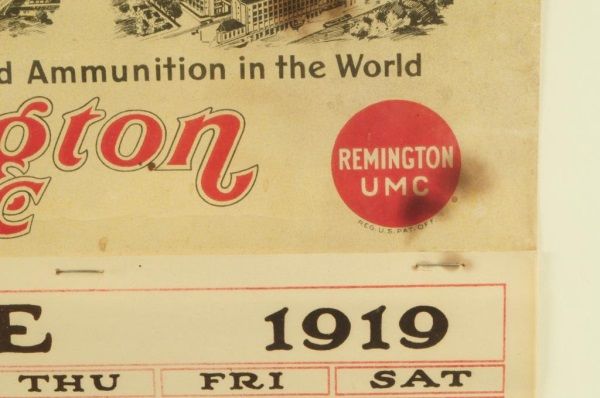 d Ammunition in the World
gton
C
REMINGTON
UMC
REG. U.S. PAT. OFF.
E 1919
THU FRI SAT